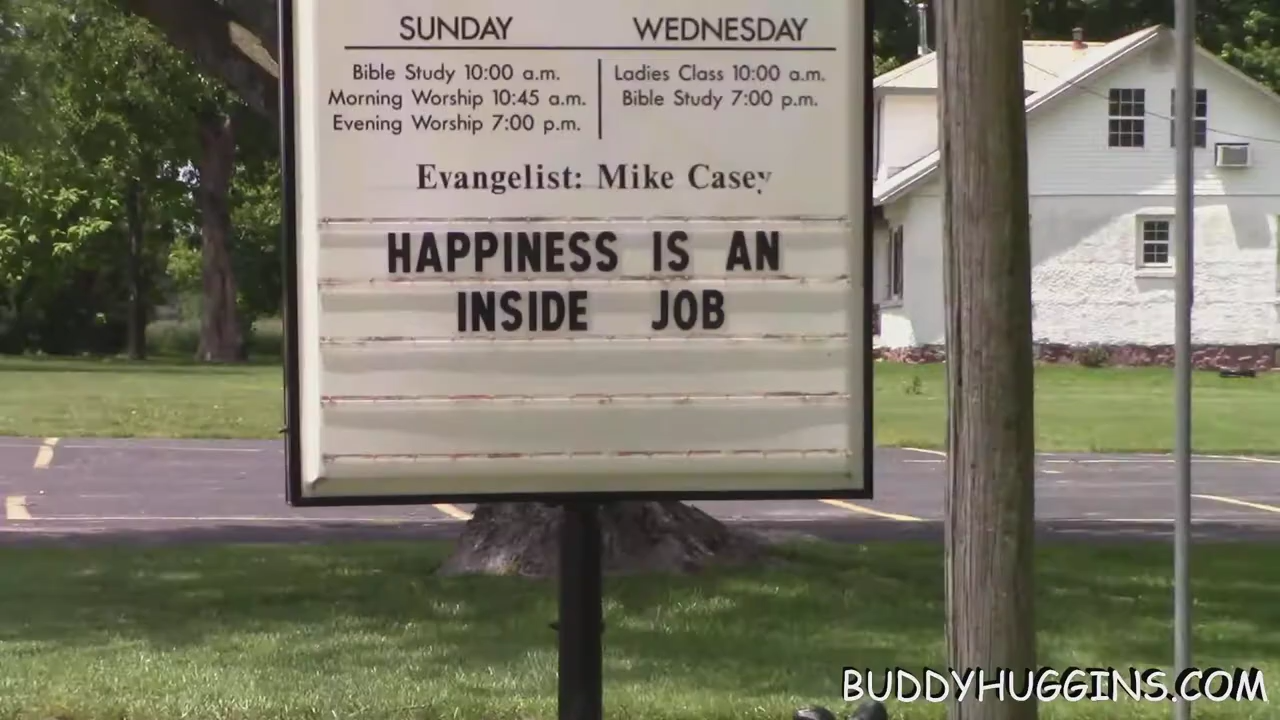 SUNDAY WEDNESDAY
Bible Study 10:00 a.m. Ladies Class 10:00 a.m.
Morning Worship 10:45 a.m. Bible Study 7:00 p.m.
Evening Worship 7:00 p.m.
Evangelist: Mike Casey
HAPPINESS IS AN
INSIDE JOB
BUDDYHUGGINS.COM